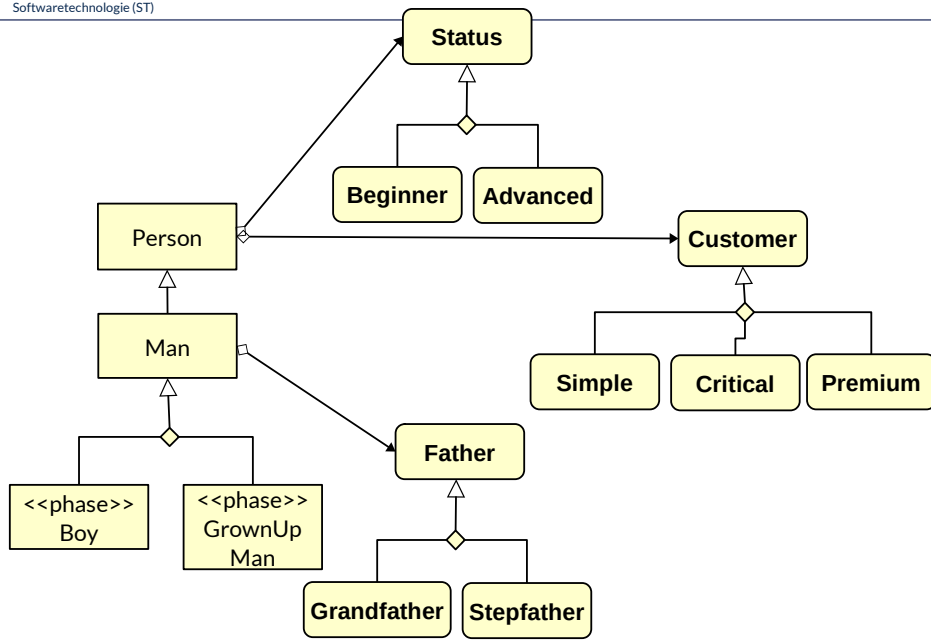 Softwaretechnologie (ST)
Status
Beginner
Advanced
Person
Customer
Man
Simple
Critical
Premium
Father
<<phase>>
Boy
<<phase>>
GrownUp
Man
Grandfather
Stepfather